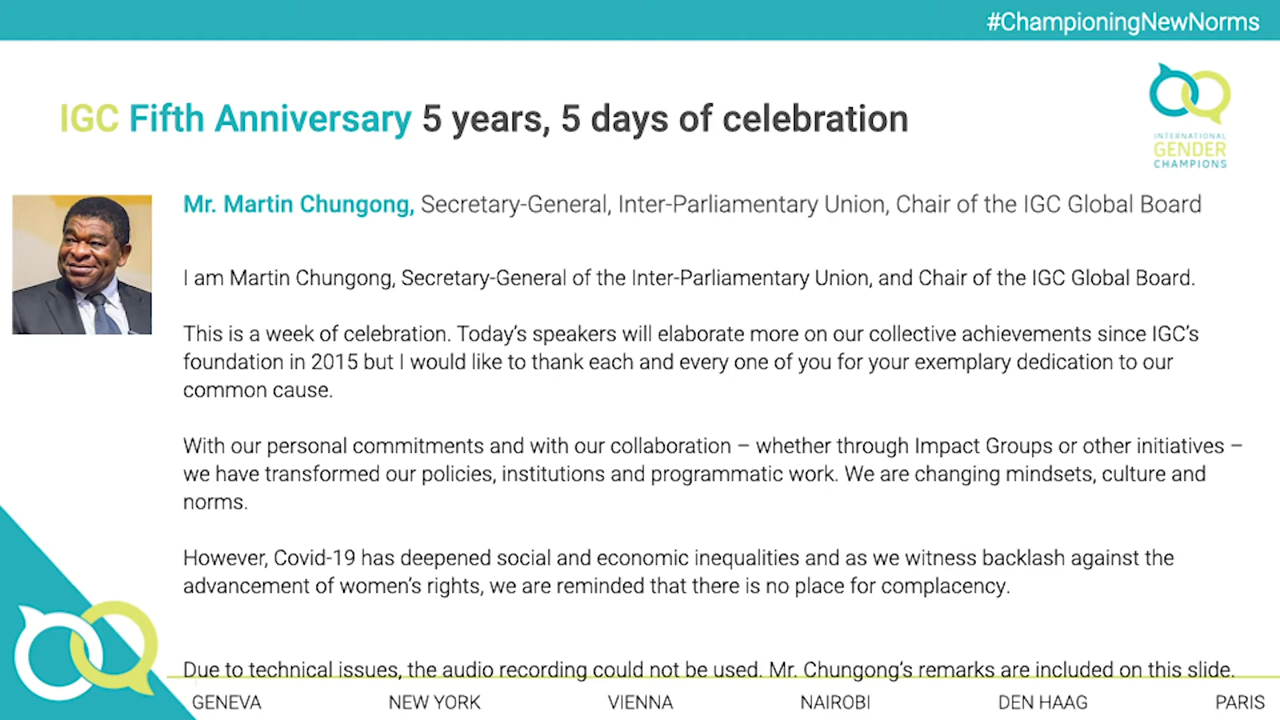 #ChampioningNewNorms
IGC Fifth Anniversary 5 years, 5 days of celebration
INTERNATIONAL
GENDER
CHAMPIONS
Mr. Martin Chungong, Secretary-General, Inter-Parliamentary Union, Chair of the IGC Global Board
I am Martin Chungong, Secretary-General of the Inter-Parliamentary Union, and Chair of the IGC Global Board.
This is a week of celebration. Today’s speakers will elaborate more on our collective achievements since IGC’s
foundation in 2015 but I would like to thank each and every one of you for your exemplary dedication to our
common cause.
With our personal commitments and with our collaboration – whether through Impact Groups or other initiatives –
we have transformed our policies, institutions and programmatic work. We are changing mindsets, culture and
norms.
However, Covid-19 has deepened social and economic inequalities and as we witness backlash against the
advancement of women’s rights, we are reminded that there is no place for complacency.
Due to technical issues, the audio recording could not be used. Mr. Chungong’s remarks are included on this slide.
GENEVA NEW YORK VIENNA NAIROBI DEN HAAG PARIS